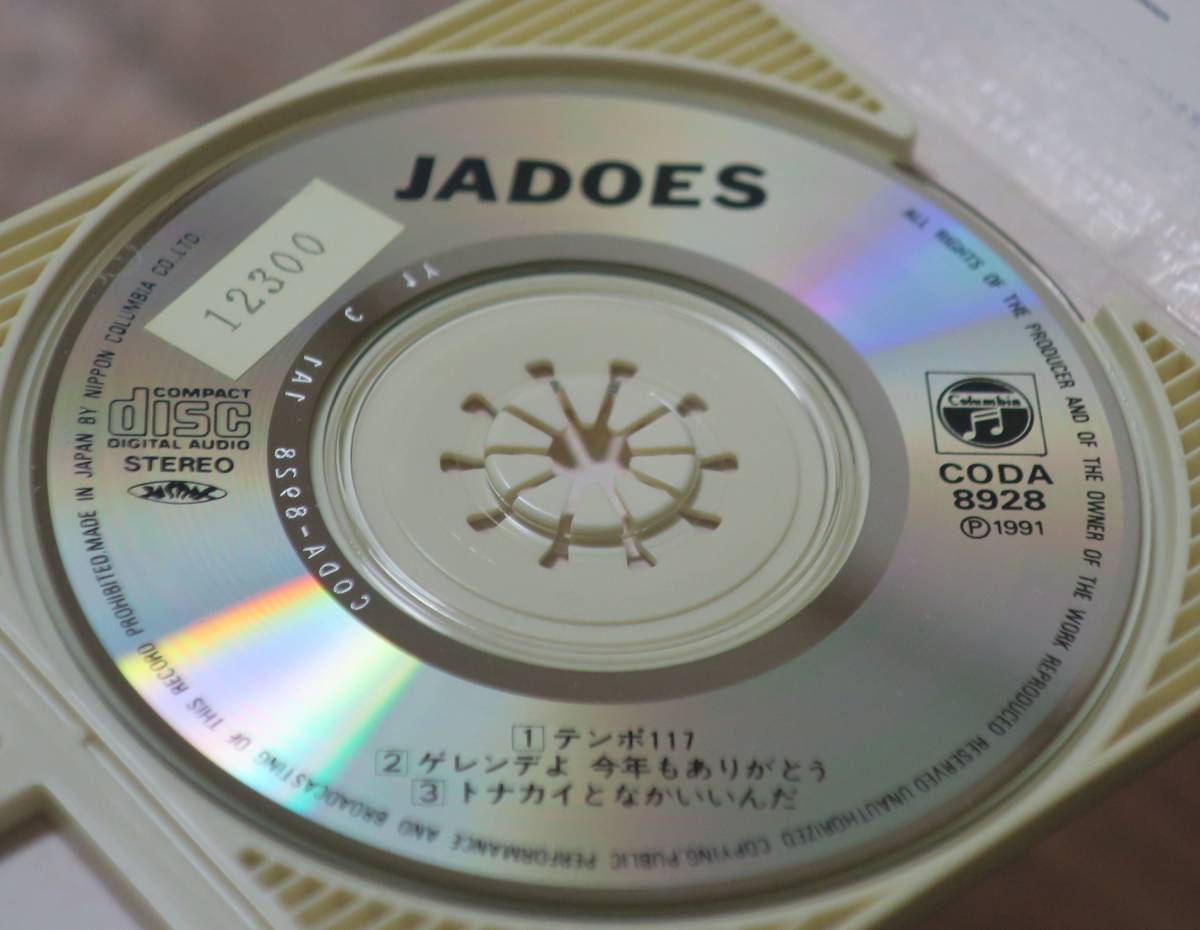 JADOES
12300
COMPACT
disc
DIGITAL AUDIO
STEREO
JASRAC
Columbia
CODA
8928
Ⓟ1991
1 テンポ117
2 ゲレンデよ 今年もありがとう
3 トナカイとなかいいんだ
ALL RIGHTS OF THE PRODUCER AND OF THE OWNER OF THE WORK REPRODUCED RESERVED.UNAUTHORIZED COPYING.PUBLIC PERFORMANCE AND BROADCASTING OF THIS RECORD PROHIBITED.MADE IN JAPAN BY NIPPON COLUMBIA CO.,LTD